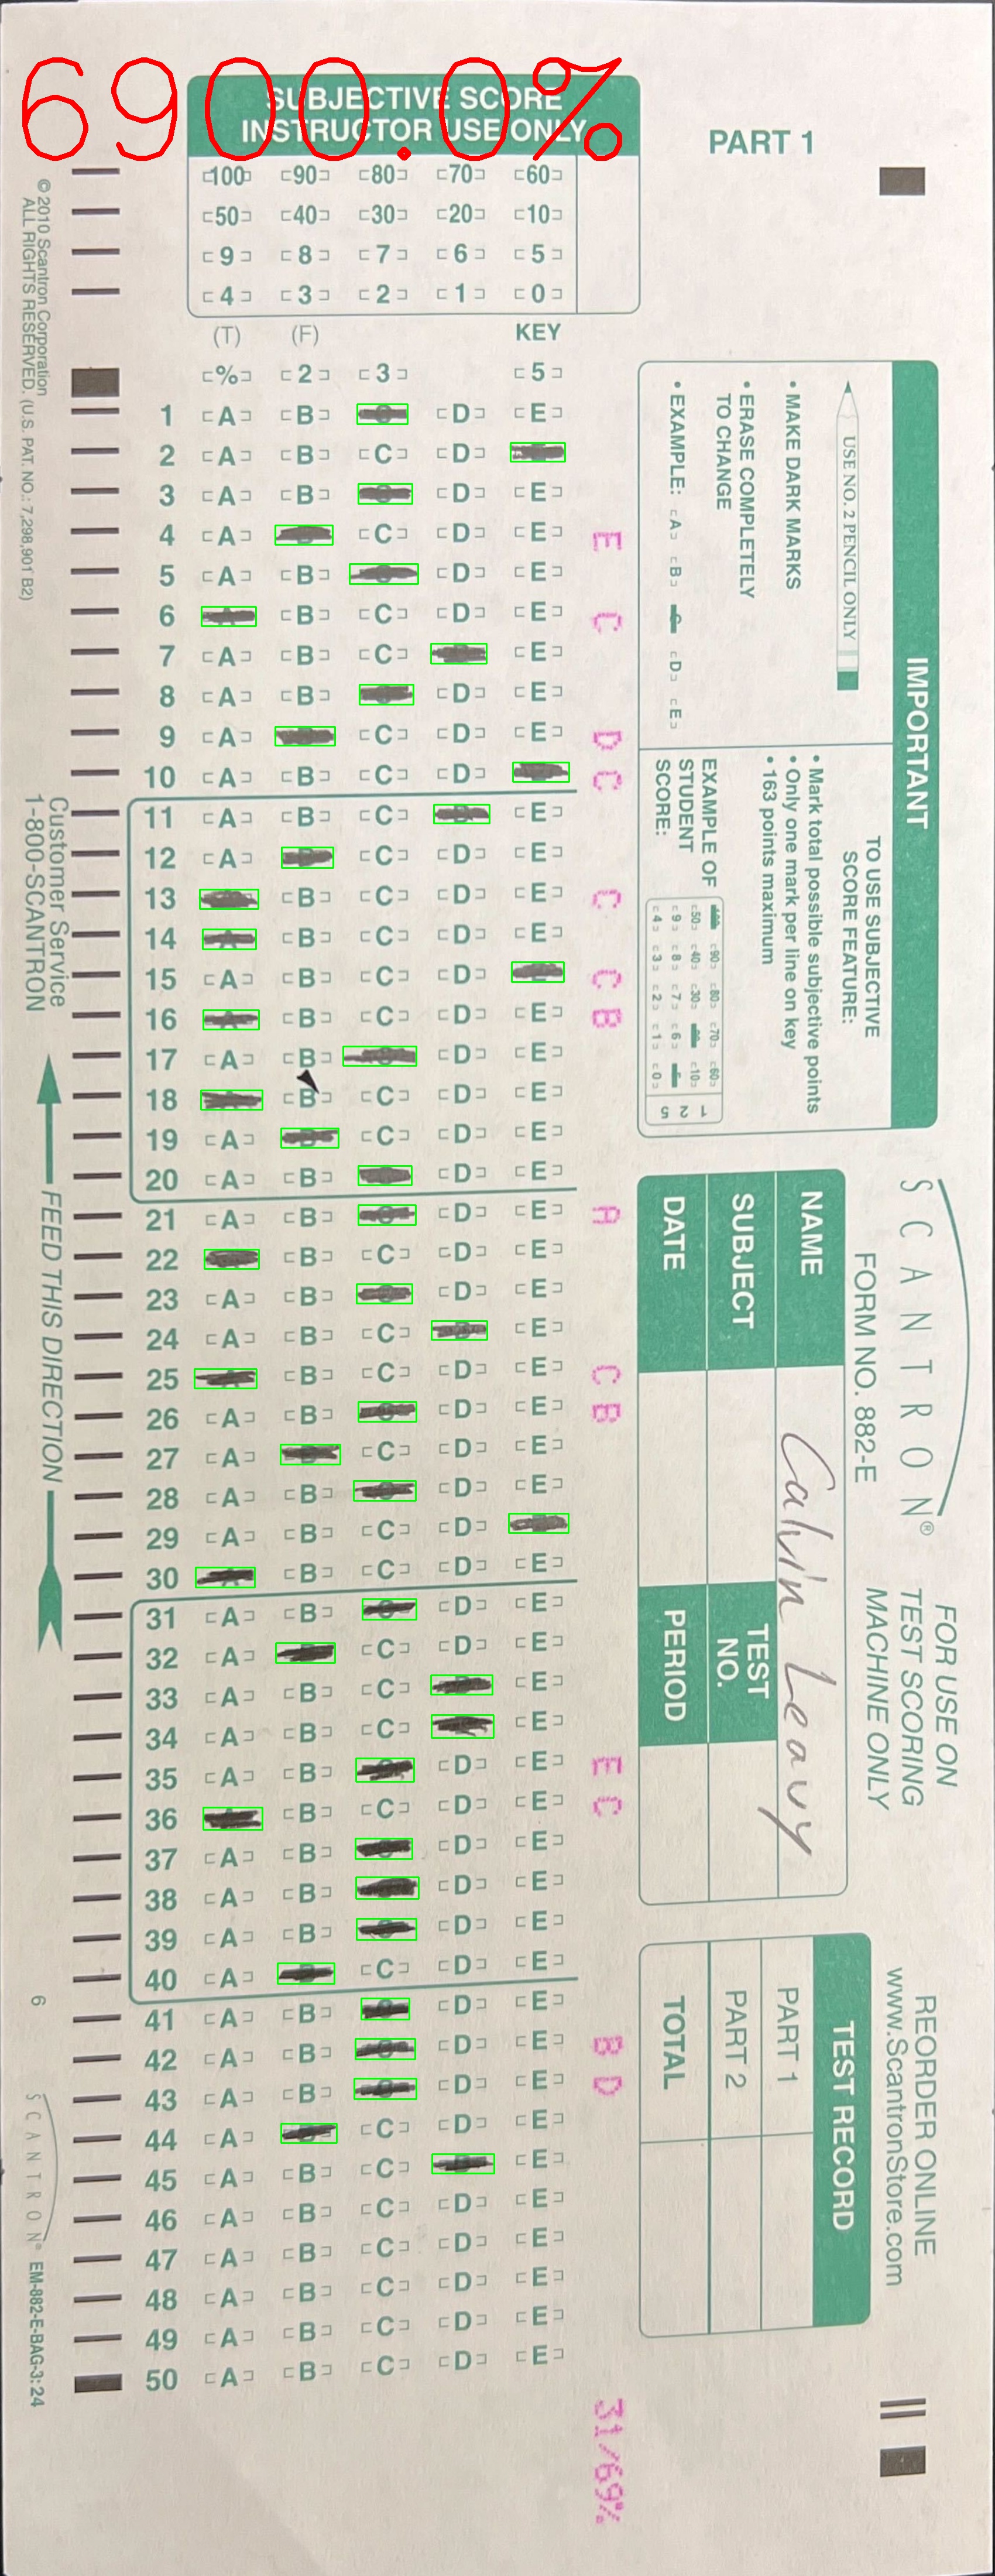 6900.0%
SUBJECTIVE SCORE
INSTRUCTOR USE ONLY
100 90 80 70 60
50 40 30 20 10
9 8 7 6 5
4 3 2 1 0
(T) (F) KEY
% 2 3 5
1 A B D E
2 A B C D
3 A B D E
4 A C D E
5 A B D E
6 B C D E
7 A B C E
8 A B D E
9 A C D E
10 A B C D
11 A B C E
12 A C D E
13 B C D E
14 B C D E
15 A B C D
16 B C D E
17 A B D E
18 B C D E
19 A C D E
20 A B D E
21 A B D E
22 B C D E
23 A B D E
24 A B C E
25 B C D E
26 A B D E
27 A C D E
28 A B D E
29 A B C D
30 B C D E
31 A B D E
32 A C D E
33 A B C E
34 A B C E
35 A B D E
36 B C D E
37 A B D E
38 A B D E
39 A B D E
40 A C D E
41 A B D E
42 A B D E
43 A B D E
44 A C D E
45 A B C E
46 A B C D E
47 A B C D E
48 A B C D E
49 A B C D E
50 A B C D E
E
C
D
C
C
C
B
A
C
B
E
C
B
D
31/69%
PART 1
IMPORTANT
USE NO. 2 PENCIL ONLY
• MAKE DARK MARKS
• ERASE COMPLETELY
TO CHANGE
• EXAMPLE: A B C D E
TO USE SUBJECTIVE
SCORE FEATURE:
• Mark total possible subjective points
• Only one mark per line on key
• 163 points maximum
EXAMPLE OF
STUDENT
SCORE:
90 80 70 60
50 40 30 10
9 8 7 6
4 3 2 1 0
1 2 5
SCANTRON®
FORM NO. 882-E
FOR USE ON
TEST SCORING
MACHINE ONLY
NAME Calvin Leavy
SUBJECT TEST NO.
DATE PERIOD
REORDER ONLINE
www.ScantronStore.com
TEST RECORD
PART 1
PART 2
TOTAL
© 2010 Scantron Corporation
ALL RIGHTS RESERVED. (U.S. PAT. NO.: 7,298,901 B2)
Customer Service
1-800-SCANTRON
FEED THIS DIRECTION
6
SCANTRON® EM-882-E-BAG-3:24